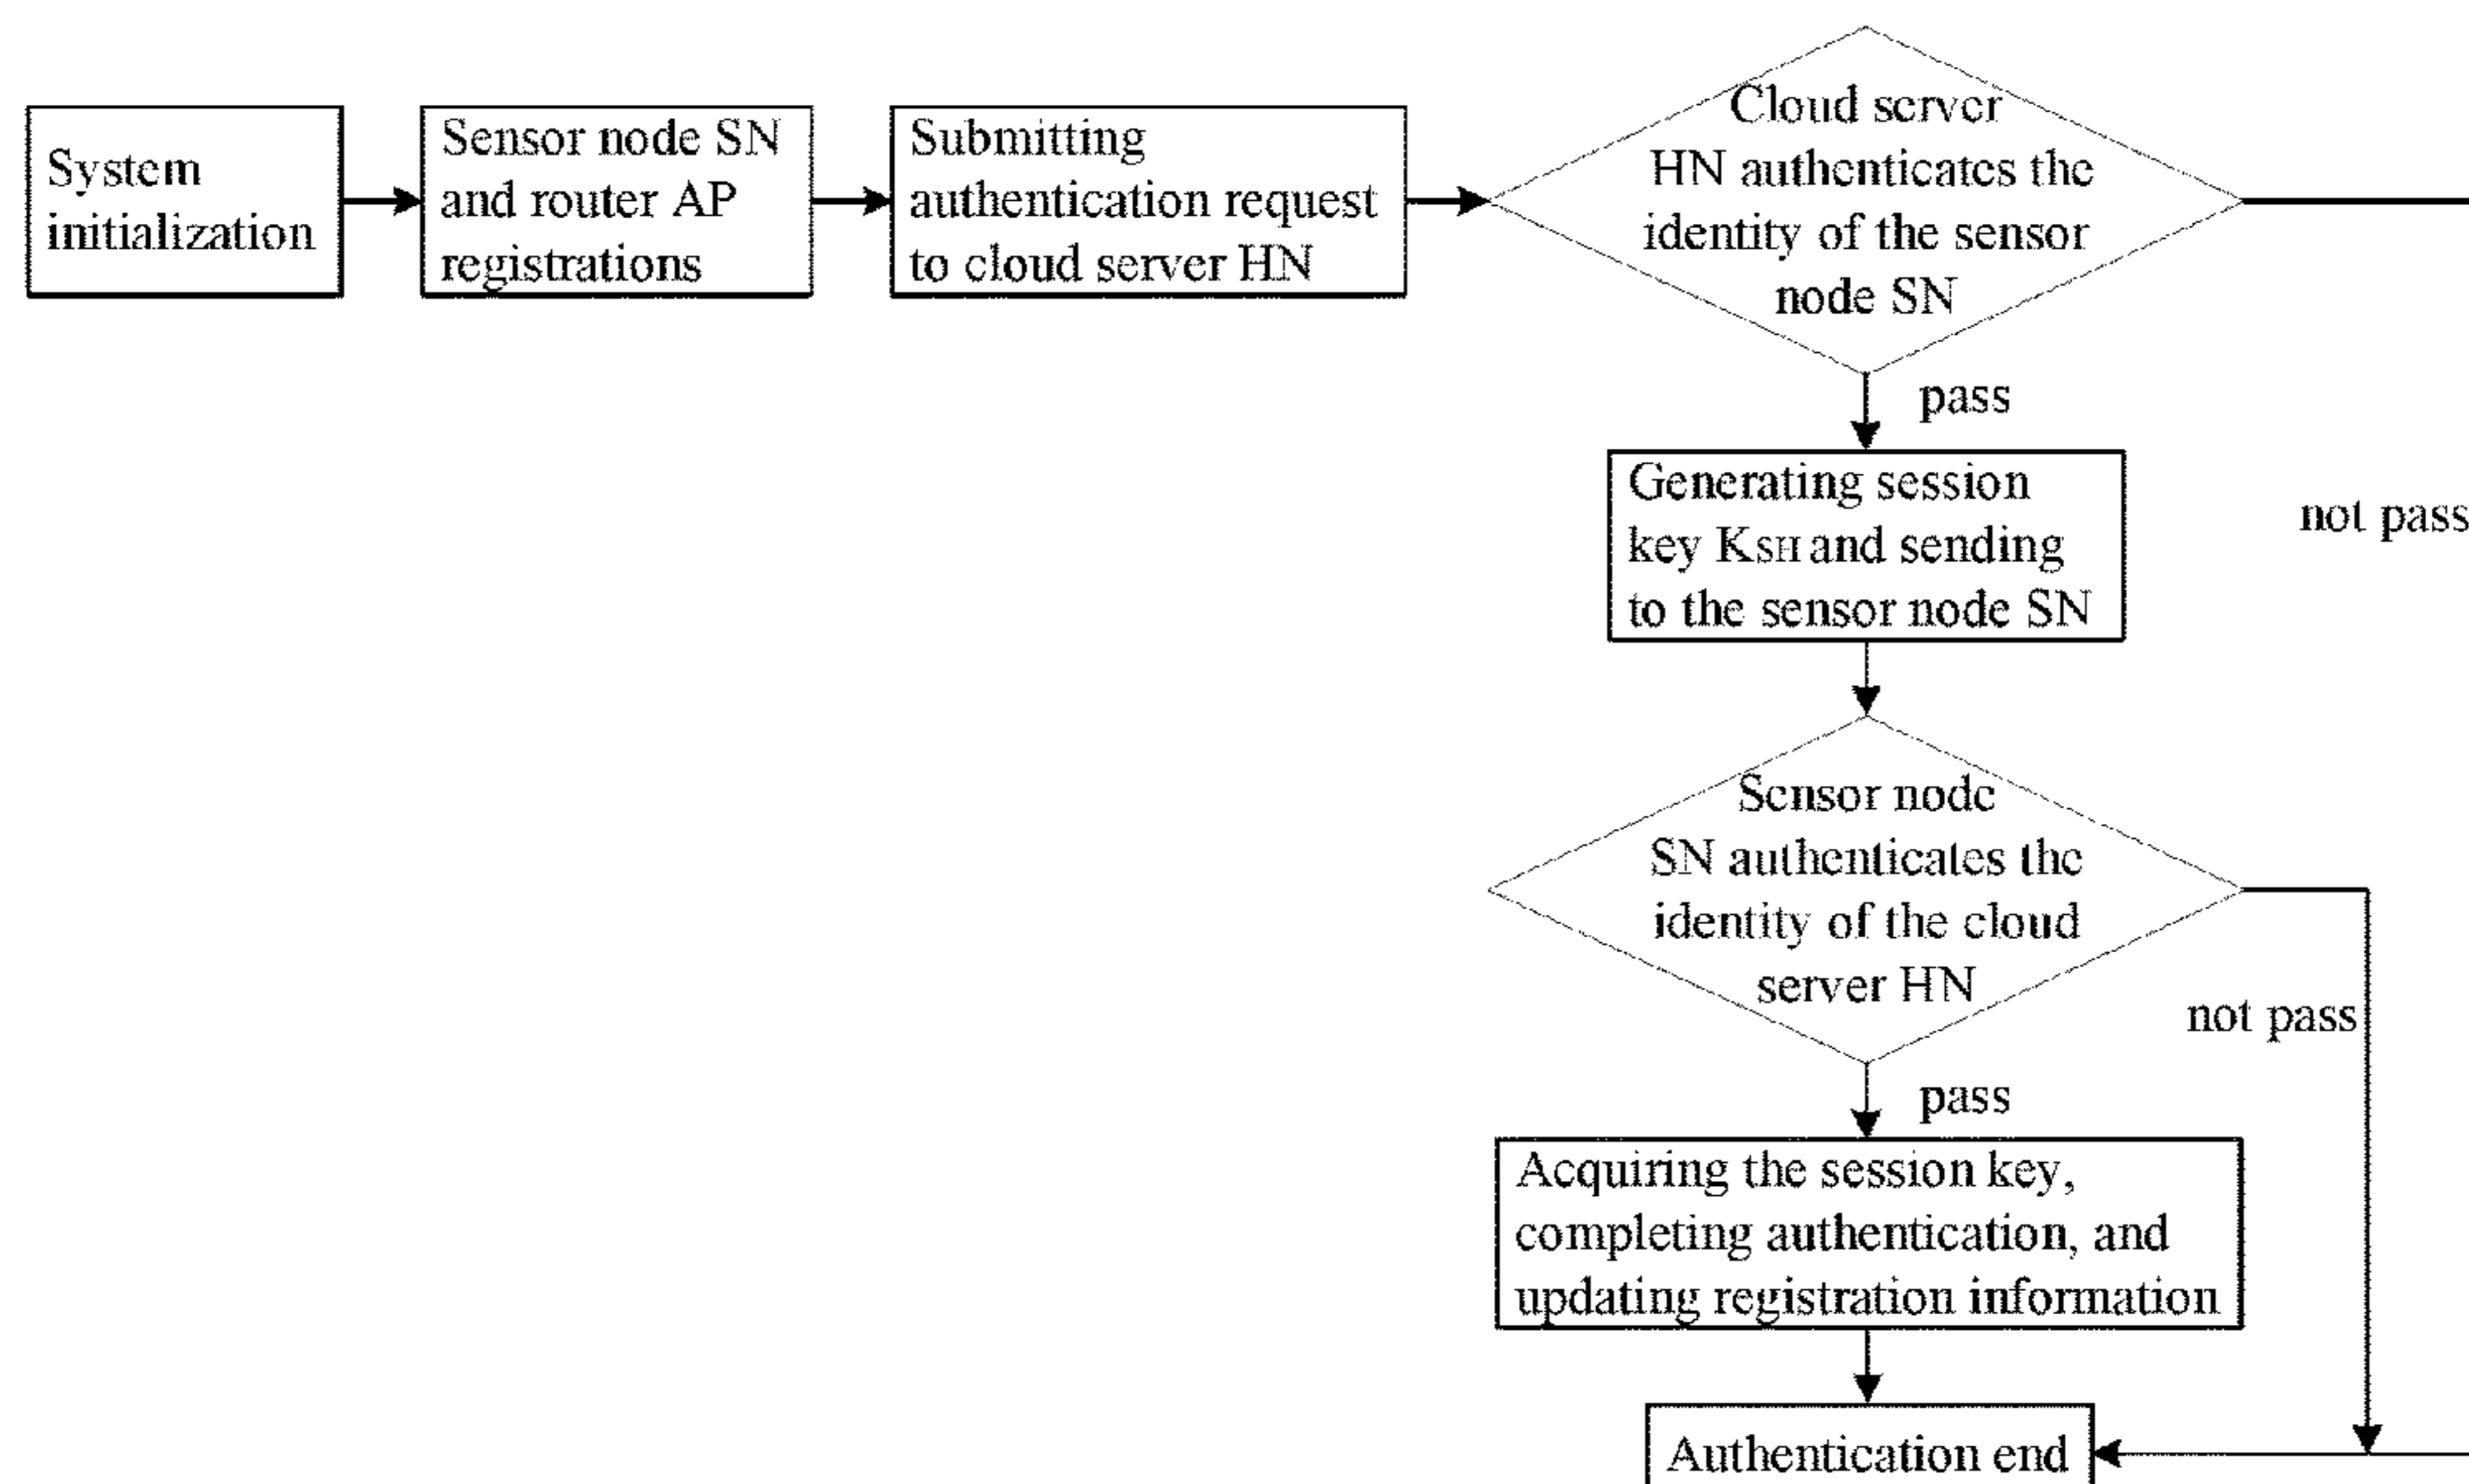 System
initialization
Sensor node SN
and router AP
registrations
Submitting
authentication request
to cloud server HN
Cloud server
HN authenticates the
identity of the sensor
node SN
pass
not pass
Generating session
key KSH and sending
to the sensor node SN
Sensor node
SN authenticates the
identity of the cloud
server HN
not pass
pass
Acquiring the session key,
completing authentication, and
updating registration information
Authentication end